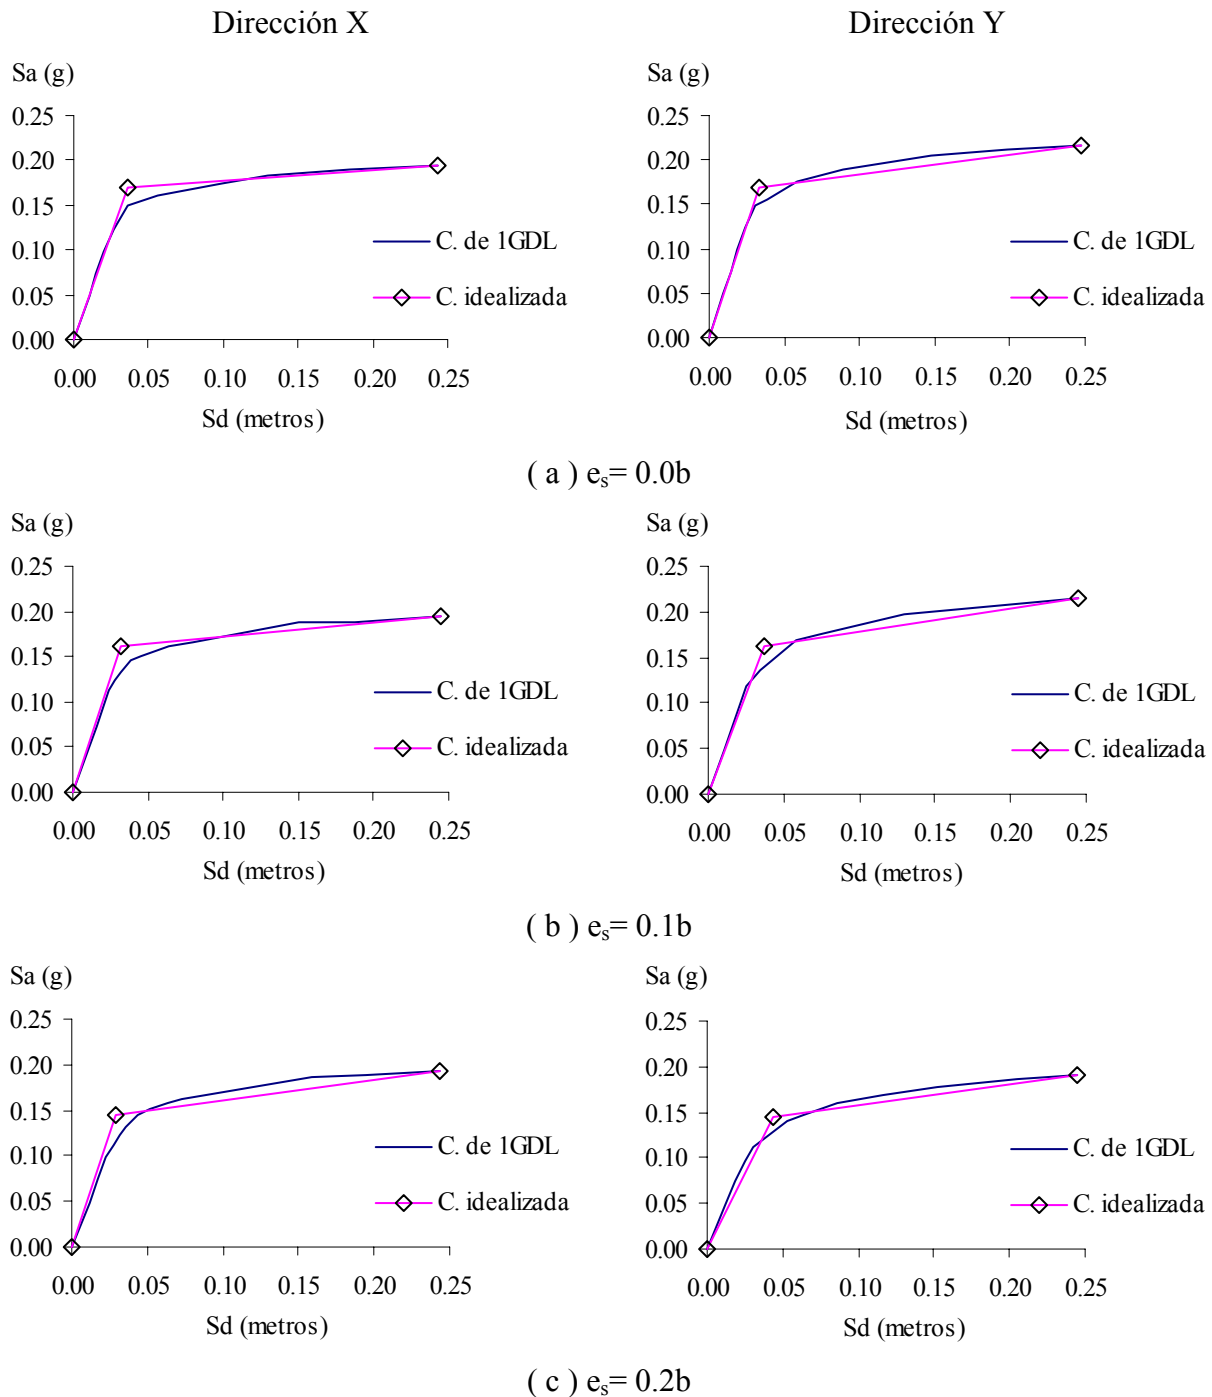 Dirección X
Dirección Y
Sa (g)
0.25
0.20
0.15
0.10
0.05
0.00
0.00 0.05 0.10 0.15 0.20 0.25
Sd (metros)
C. de 1GDL
C. idealizada
Sa (g)
0.25
0.20
0.15
0.10
0.05
0.00
0.00 0.05 0.10 0.15 0.20 0.25
Sd (metros)
C. de 1GDL
C. idealizada
( a ) es= 0.0b
Sa (g)
0.25
0.20
0.15
0.10
0.05
0.00
0.00 0.05 0.10 0.15 0.20 0.25
Sd (metros)
C. de 1GDL
C. idealizada
Sa (g)
0.25
0.20
0.15
0.10
0.05
0.00
0.00 0.05 0.10 0.15 0.20 0.25
Sd (metros)
C. de 1GDL
C. idealizada
( b ) es= 0.1b
Sa (g)
0.25
0.20
0.15
0.10
0.05
0.00
0.00 0.05 0.10 0.15 0.20 0.25
Sd (metros)
C. de 1GDL
C. idealizada
Sa (g)
0.25
0.20
0.15
0.10
0.05
0.00
0.00 0.05 0.10 0.15 0.20 0.25
Sd (metros)
C. de 1GDL
C. idealizada
( c ) es= 0.2b